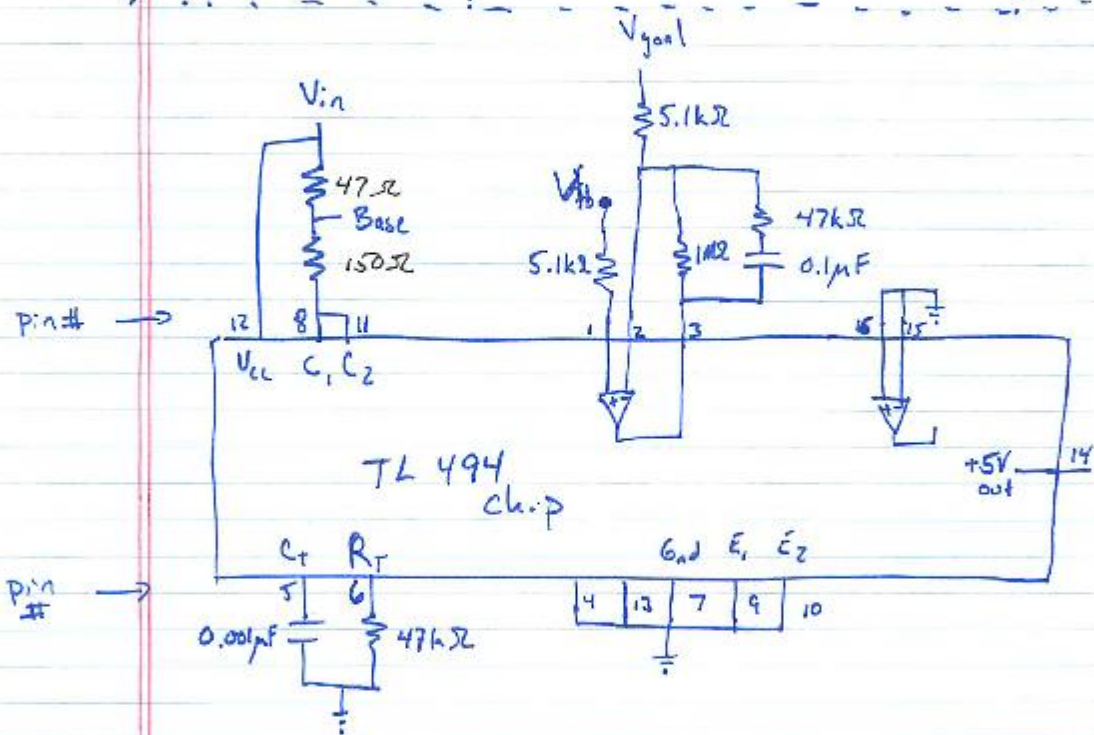 Vgoal
5.1kΩ
Vin
47Ω
Base
150Ω
Vfb
5.1kΩ
1MΩ
47kΩ
0.1μF
pin# →
12 8 11 1 2 3 16 15
Vcc C1 C2
+ -
+ -
TL 494
chip
+5V
out
14
CT RT
Gnd E1 E2
pin
# →
5 6
4 13 7 9 10
0.001μF
47kΩ